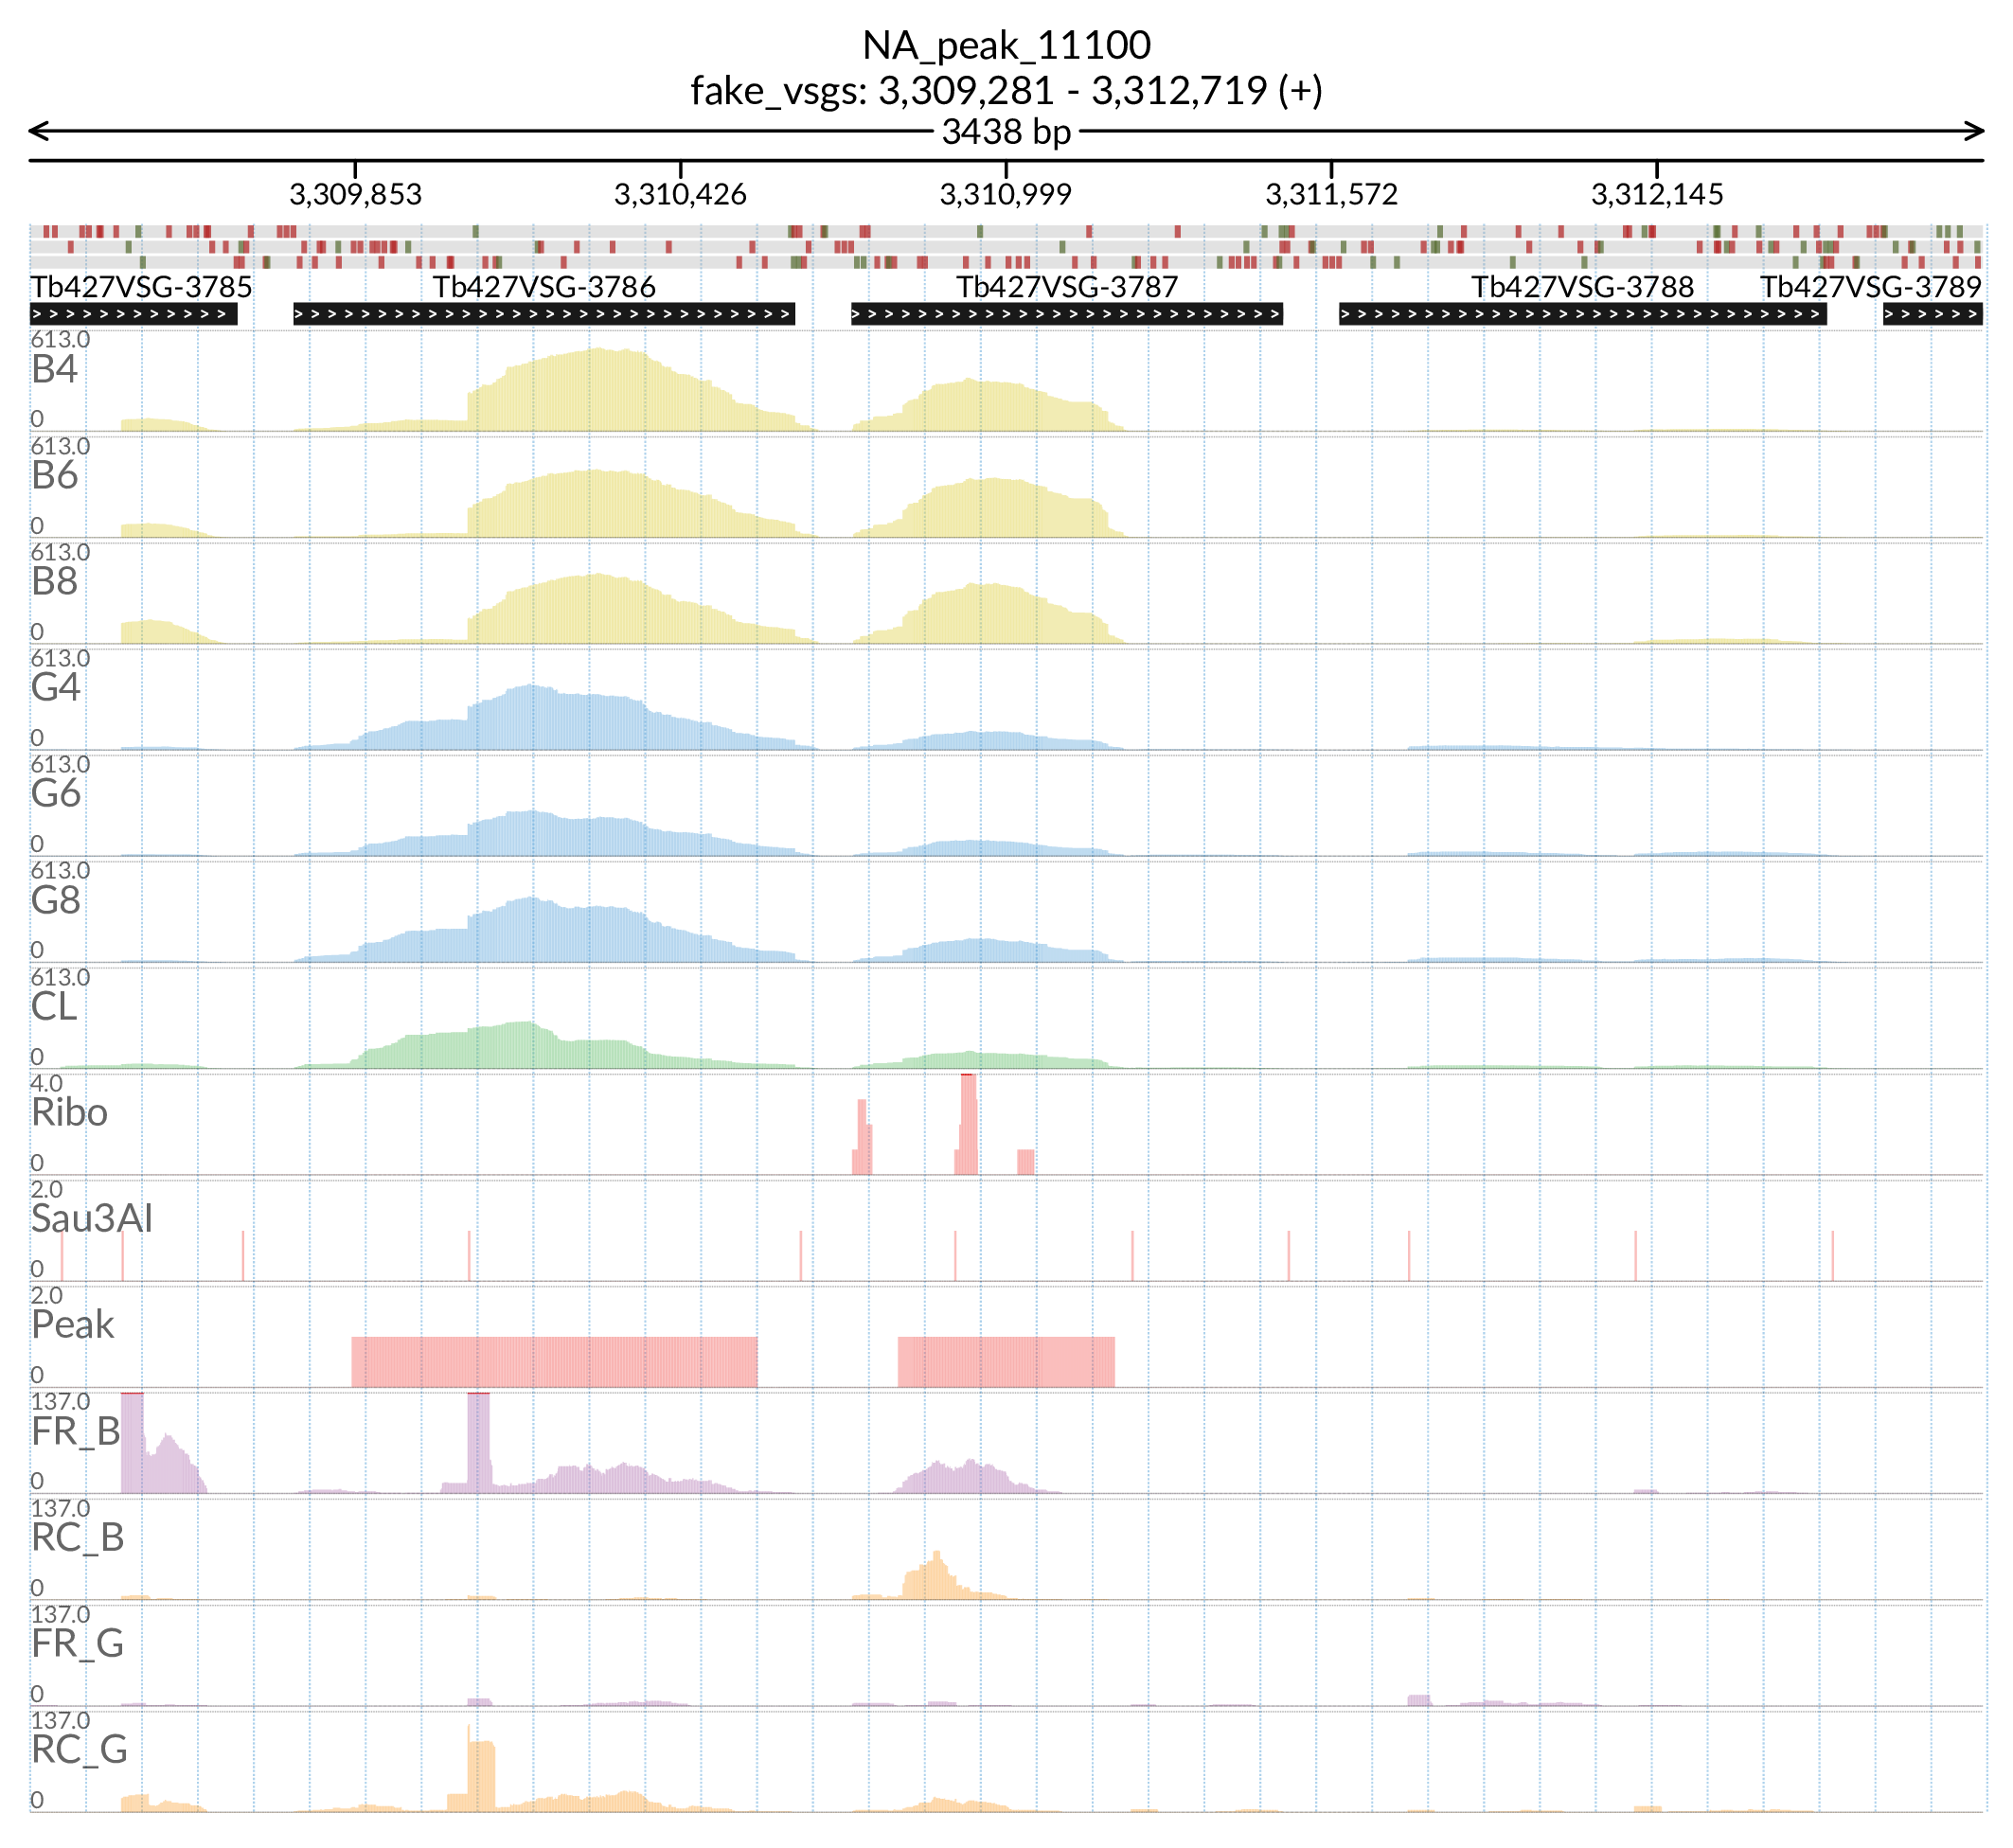 NA_peak_11100
fake_vsgs: 3,309,281 - 3,312,719 (+)
3438 bp
3,309,853 3,310,426 3,310,999 3,311,572 3,312,145
Tb427VSG-3785 Tb427VSG-3786 Tb427VSG-3787 Tb427VSG-3788 Tb427VSG-3789
613.0
B4
0
613.0
B6
0
613.0
B8
0
613.0
G4
0
613.0
G6
0
613.0
G8
0
613.0
CL
0
4.0
Ribo
0
2.0
Sau3AI
0
2.0
Peak
0
137.0
FR_B
0
137.0
RC_B
0
137.0
FR_G
0
137.0
RC_G
0